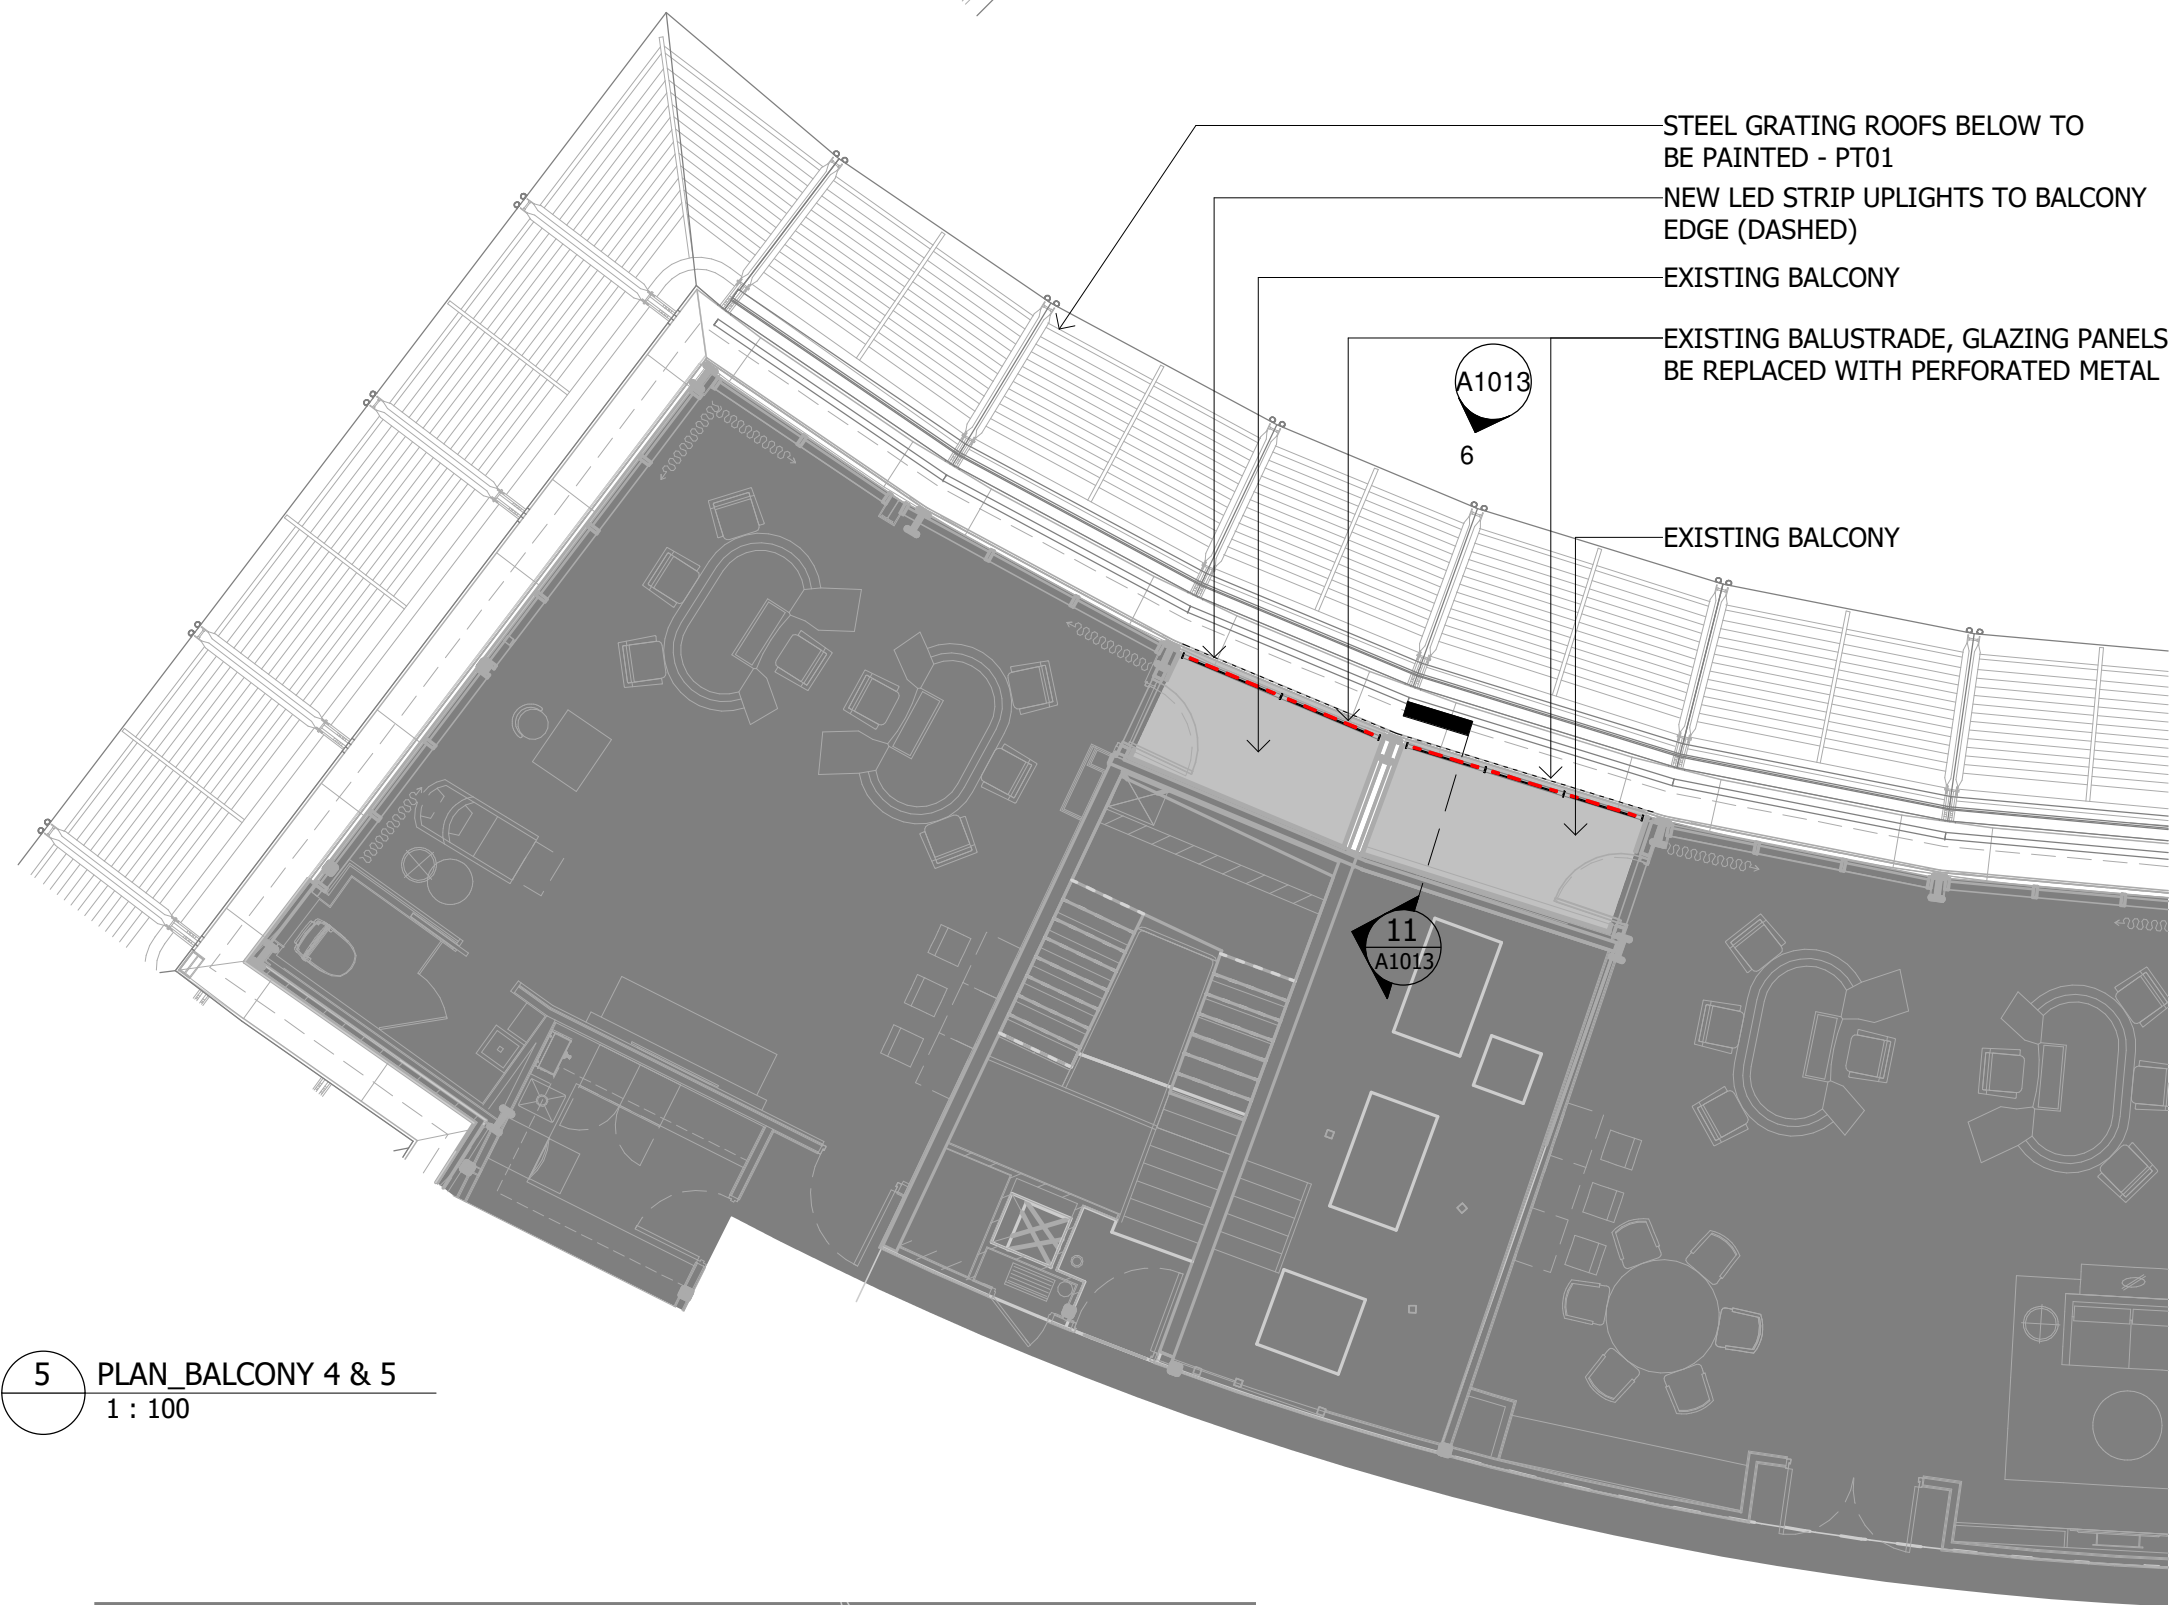 STEEL GRATING ROOFS BELOW TO
BE PAINTED - PT01
NEW LED STRIP UPLIGHTS TO BALCONY
EDGE (DASHED)
EXISTING BALCONY
EXISTING BALUSTRADE, GLAZING PANELS
BE REPLACED WITH PERFORATED METAL
A1013
6
EXISTING BALCONY
11
A1013
5 PLAN_BALCONY 4 & 5
1 : 100